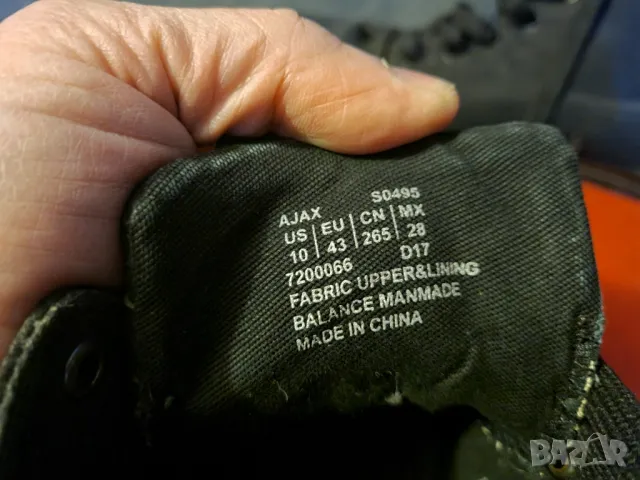 AJAX S0495
US EU CN MX
10 43 265 28
7200066 D17
FABRIC UPPER&LINING
BALANCE MANMADE
MADE IN CHINA
BAZAR